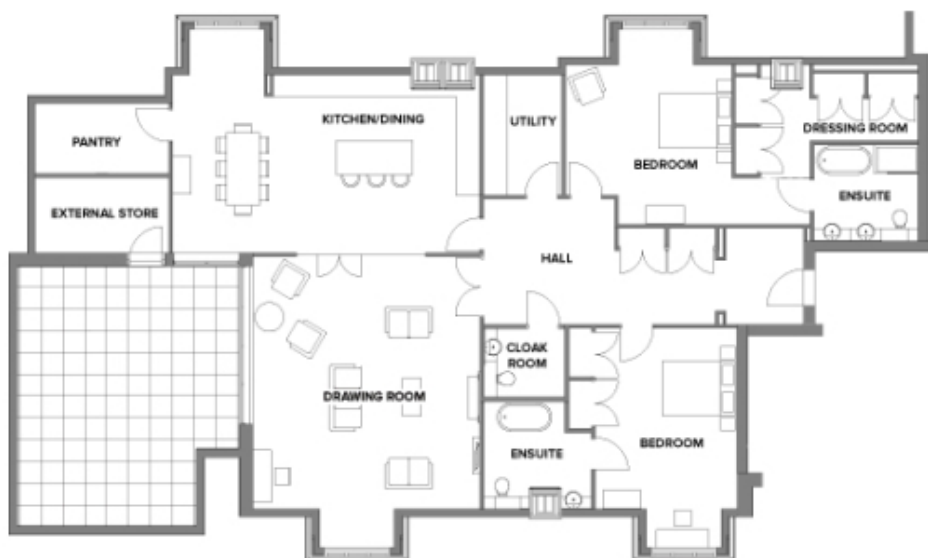 KITCHEN/DINING
UTILITY
DRESSING ROOM
PANTRY
BEDROOM
ENSUITE
EXTERNAL STORE
HALL
CLOAK
ROOM
DRAWING ROOM
BEDROOM
ENSUITE